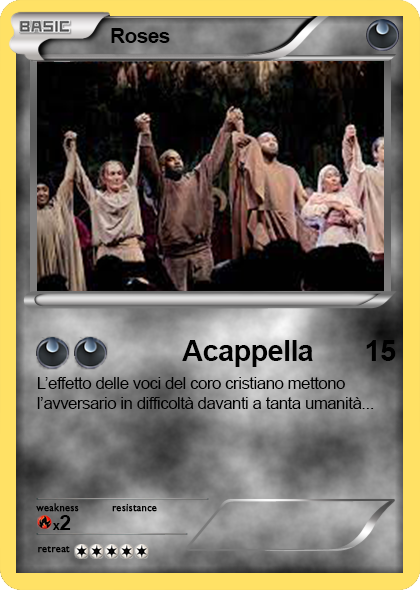 BASIC
Roses
Acappella 15
L'effetto delle voci del coro cristiano mettono
l'avversario in difficoltà davanti a tanta umanità...
weakness resistance
x2
retreat